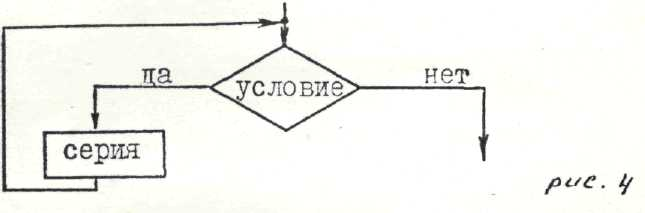 да
условие
нет
серия
рис. 4